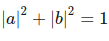 |a|² + |b|² = 1